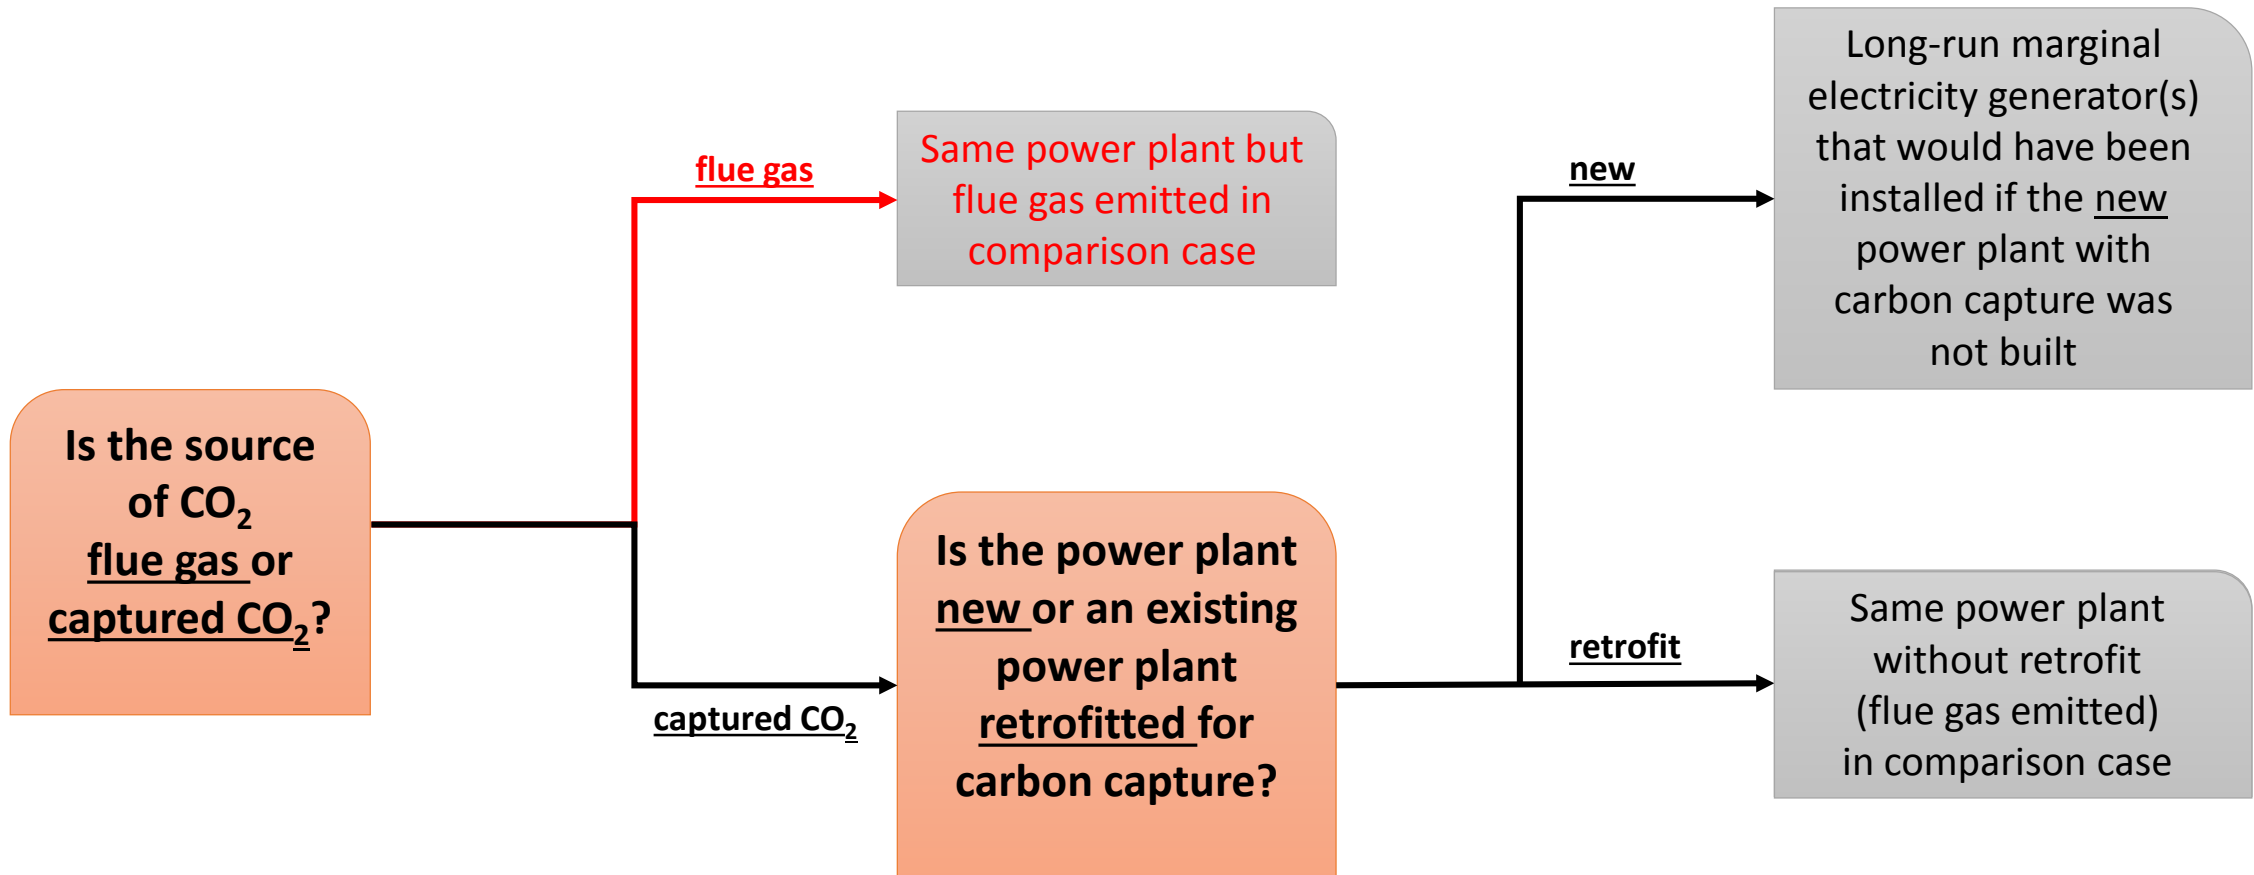 Is the source
of CO₂
flue gas or
captured CO₂?
flue gas
Same power plant but
flue gas emitted in
comparison case
captured CO₂
Is the power plant
new or an existing
power plant
retrofitted for
carbon capture?
new
Long-run marginal
electricity generator(s)
that would have been
installed if the new
power plant with
carbon capture was
not built
retrofit
Same power plant
without retrofit
(flue gas emitted)
in comparison case